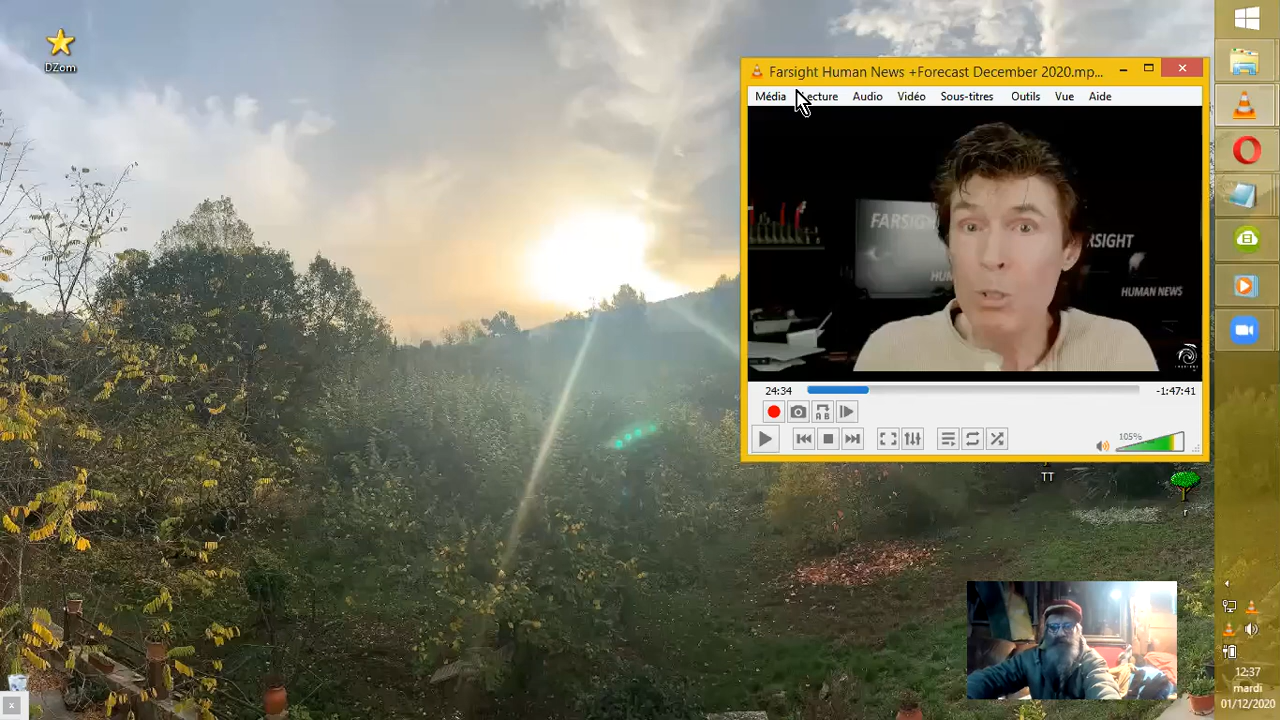 DZom
Farsight Human News +Forecast December 2020.mp...
Média Lecture Audio Vidéo Sous-titres Outils Vue Aide
FARSIGHT
HUMAN NEWS
24:34
-1:47:41
105%
TT
r
12:37
mardi
01/12/2020